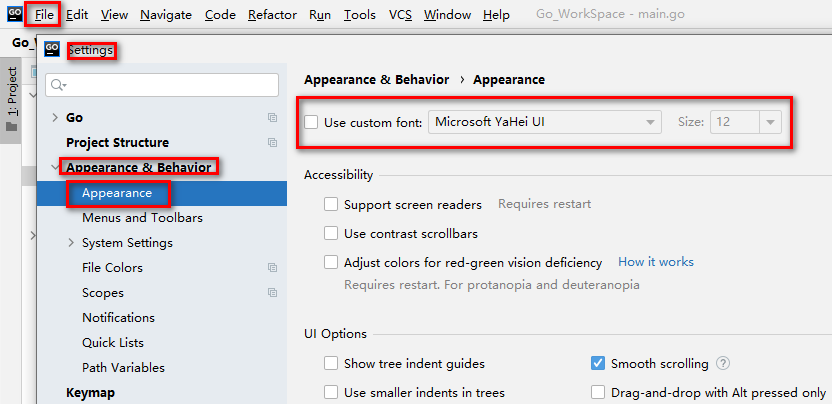 GO File Edit View Navigate Code Refactor Run Tools VCS Window Help Go_WorkSpace - main.go
Go_
GO Settings
1: Project
Go
Project Structure
Appearance & Behavior
Appearance
Menus and Toolbars
System Settings
File Colors
Scopes
Notifications
Quick Lists
Path Variables
Keymap
Appearance & Behavior › Appearance
Use custom font: Microsoft YaHei UI Size: 12
Accessibility
Support screen readers Requires restart
Use contrast scrollbars
Adjust colors for red-green vision deficiency How it works
Requires restart. For protanopia and deuteranopia
UI Options
Show tree indent guides Smooth scrolling ?
Use smaller indents in trees Drag-and-drop with Alt pressed only